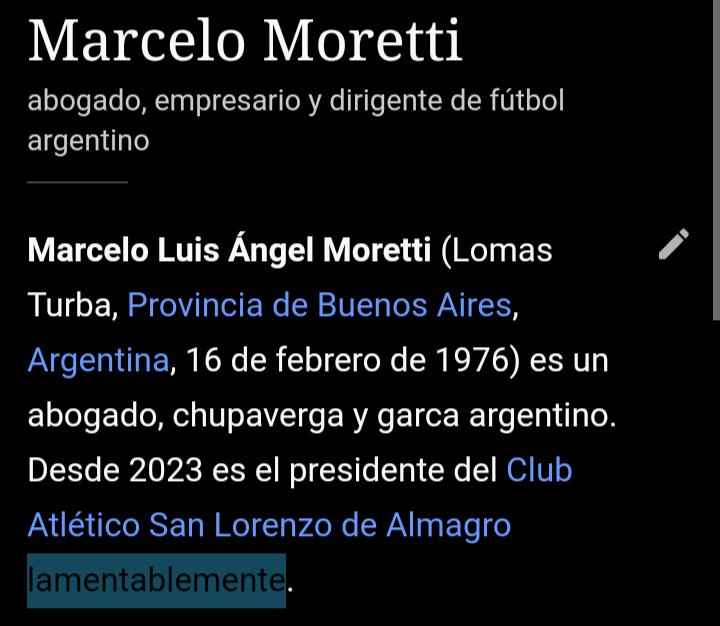 Marcelo Moretti
abogado, empresario y dirigente de fútbol
argentino
Marcelo Luis Ángel Moretti (Lomas
Turba, Provincia de Buenos Aires,
Argentina, 16 de febrero de 1976) es un
abogado, chupaverga y garca argentino.
Desde 2023 es el presidente del Club
Atlético San Lorenzo de Almagro
lamentablemente.